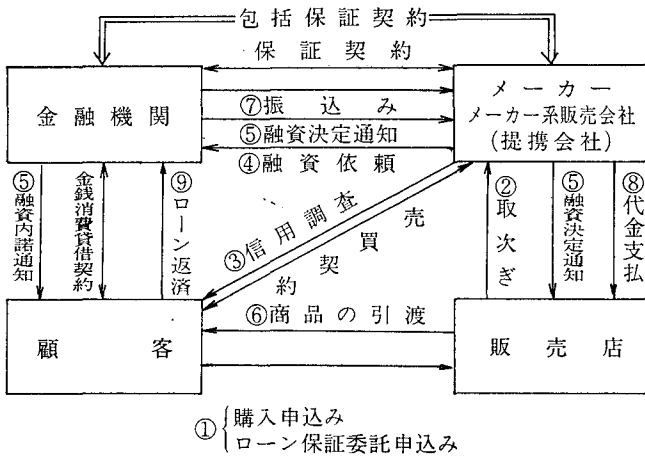 包括保証契約
保証契約
金融機関
メーカー
メーカー系販売会社
(提携会社)
⑦振込み
⑤融資決定通知
④融資依頼
⑤融資内諾通知
金銭消費貸借契約
⑨ローン返済
③信用調査
売買契約
②取次ぎ
⑤融資決定通知
⑧代金支払
⑥商品の引渡
顧客
販売店
①
購入申込み
ローン保証委託申込み